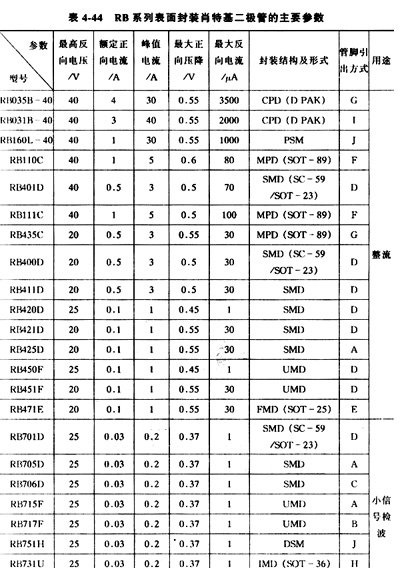 表 4-44 RB系列表面封装肖特基二极管的主要参数
参数 型号 最高反向电压/V 额定正向电流/A 峰值电流/A 最大正向压降/V 最大反向电流/μA 封装结构及形式 管脚引出方式 用途
RB035B-40 40 4 30 0.55 3500 CPD (D PAK) G
RB031B-40 40 3 40 0.55 2000 CPD (D PAK) I
RB160L-40 40 1 30 0.55 1000 PSM J
RB110C 40 1 5 0.6 80 MPD (SOT-89) F
RB401D 40 0.5 3 0.5 70 SMD (SC-59/SOT-23) D
RB111C 40 1 5 0.5 100 MPD (SOT-89) F
RB435C 20 0.5 3 0.55 30 MPD (SOT-89) G
RB400D 20 0.5 3 0.5 30 SMD (SC-59/SOT-23) D 整流
RB411D 20 0.5 3 0.5 30 SMD D
RB420D 25 0.1 1 0.45 1 SMD D
RB421D 20 0.1 1 0.55 30 SMD D
RB425D 20 0.1 1 0.55 30 SMD A
RB450F 25 0.1 1 0.45 1 UMD D
RB451F 20 0.1 1 0.55 30 UMD D
RB471E 20 0.1 1 0.55 30 FMD (SOT-25) E
RB701D 25 0.03 0.2 0.37 1 SMD (SC-59/SOT-23) D
RB705D 25 0.03 0.2 0.37 1 SMD A
RB706D 25 0.03 0.2 0.37 1 SMD C
RB715F 25 0.03 0.2 0.37 1 UMD A 小信号检波
RB717F 25 0.03 0.2 0.37 1 UMD B
RB751H 25 0.03 0.2 0.37 1 DSM J
RB731U 25 0.03 0.2 0.37 1 IMD (SOT-36) H